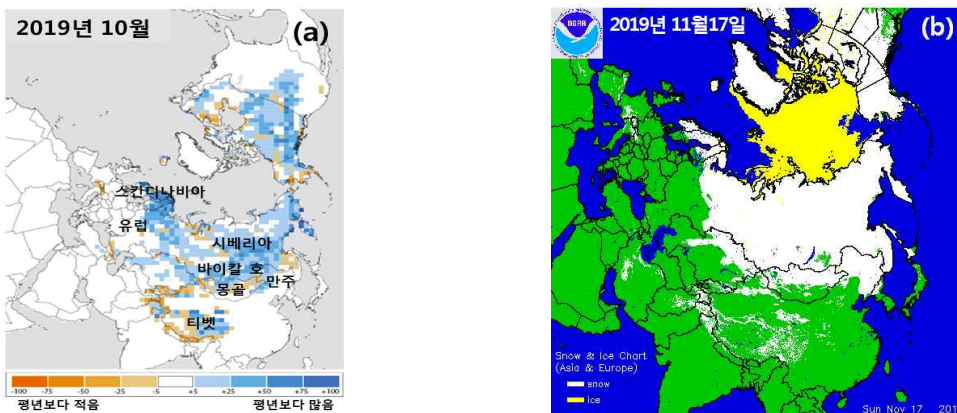 2019년 10월
(a)
스칸디나비아
유럽
시베리아
바이칼 호
만주
몽골
티벳
-100 -75 -50 -25 -5 +5 +25 +50 +75 +100
평년보다 적음 평년보다 많음
NOAA
2019년 11월17일
(b)
Snow & Ice Chart
(Asia & Europe)
snow
ice
Sun Nov 17 201